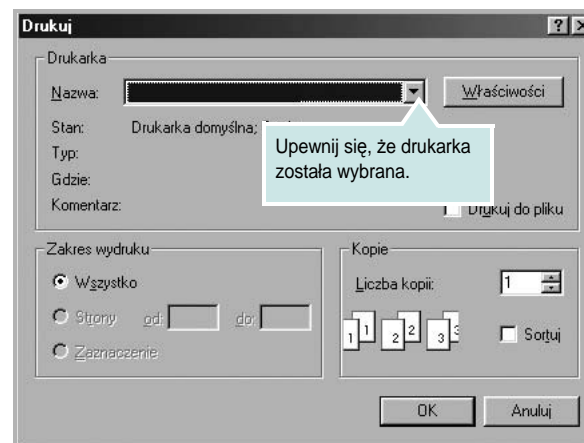 Drukuj
Drukarka
Nazwa: Właściwości
Stan: Drukarka domyślna;
Upewnij się, że drukarka
została wybrana.
Typ:
Gdzie:
Komentarz: Drukuj do pliku
Zakres wydruku
Wszystko
Strony od: do:
Zaznaczenie
Kopie
Liczba kopii: 1
1 1 2 2 3 3
Sortuj
OK Anuluj